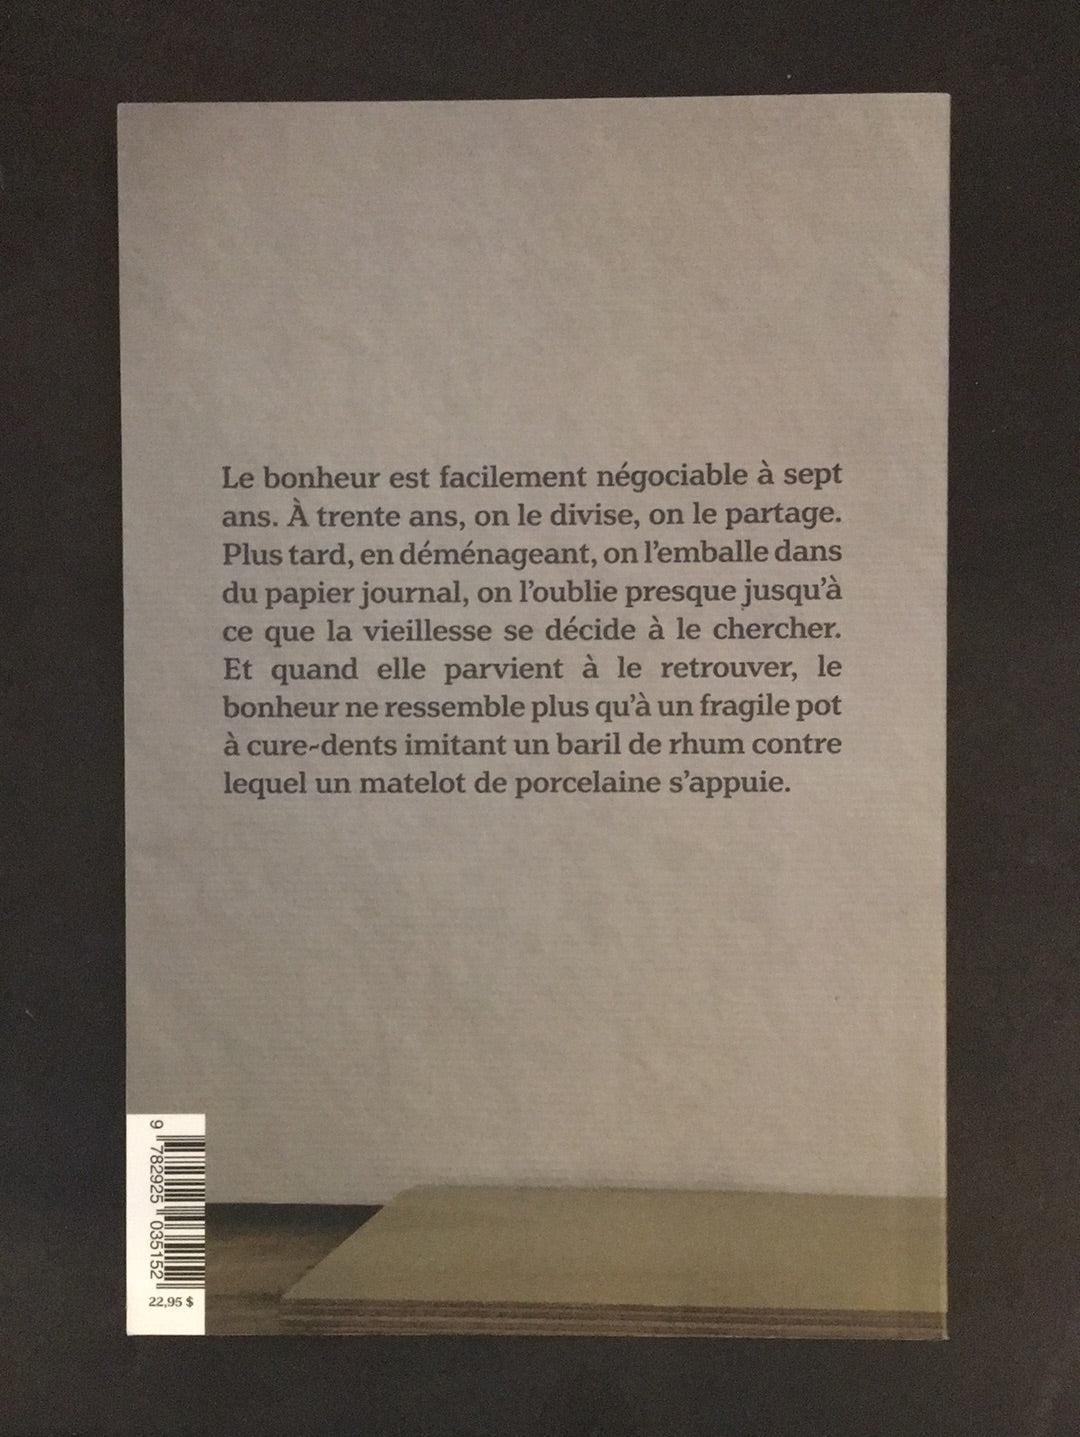 Le bonheur est facilement négociable à sept
ans. À trente ans, on le divise, on le partage.
Plus tard, en déménageant, on l’emballe dans
du papier journal, on l’oublie presque jusqu’à
ce que la vieillesse se décide à le chercher.
Et quand elle parvient à le retrouver, le
bonheur ne ressemble plus qu’à un fragile pot
à cure-dents imitant un baril de rhum contre
lequel un matelot de porcelaine s’appuie.
9 782925 035152
22,95 $